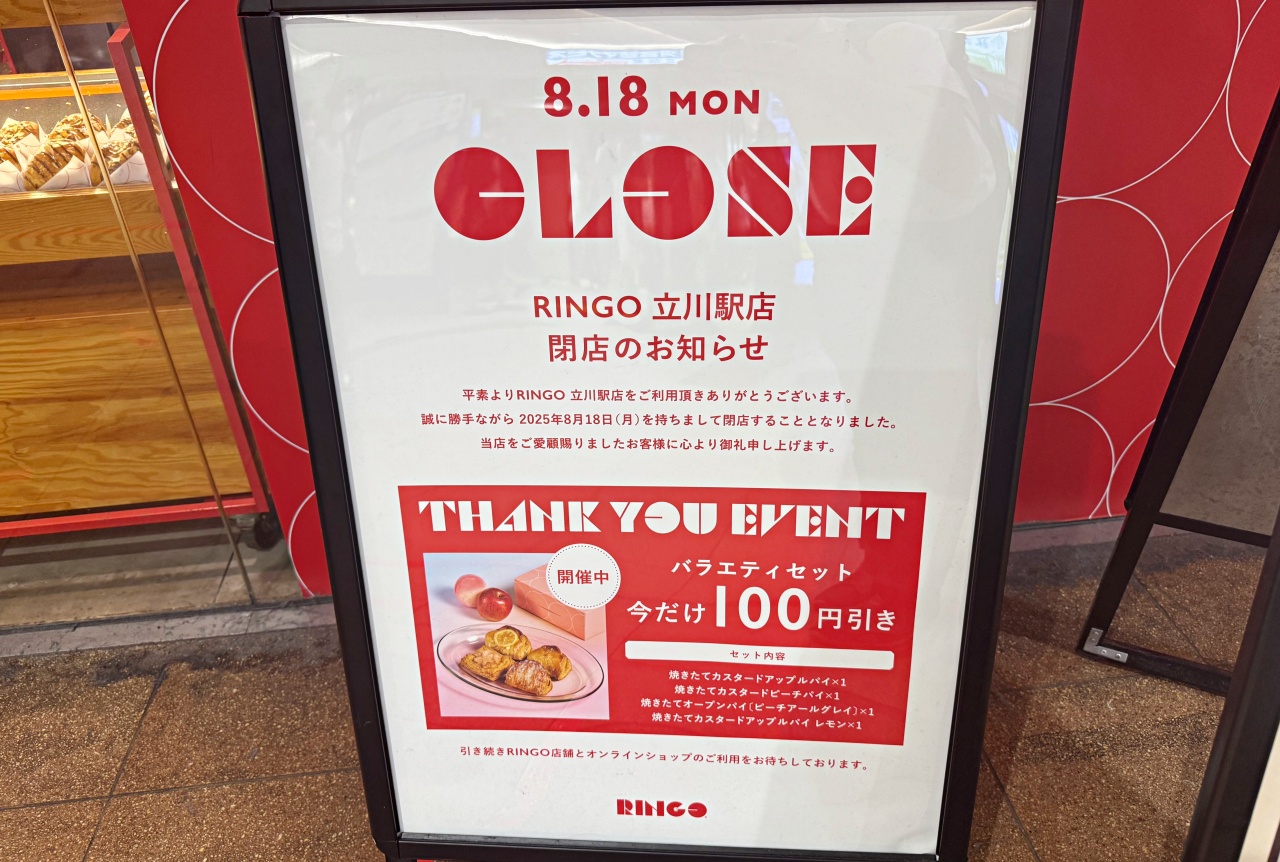 8.18 MON
CLOSE
RINGO 立川駅店
閉店のお知らせ
平素よりRINGO 立川駅店をご利用頂きありがとうございます。
誠に勝手ながら 2025年8月18日(月)を持ちまして閉店することとなりました。
当店をご愛顧賜りましたお客様に心より御礼申し上げます。
THANK YOU EVENT
開催中
バラエティセット
今だけ100円引き
セット内容
焼きたてカスタードアップルパイ×1
焼きたてカスタードピーチパイ×1
焼きたてオープンパイ〔ピーチアールグレイ〕×1
焼きたてカスタードアップルパイ レモン×1
引き続きRINGO店舗とオンラインショップのご利用をお待ちしております。
RINGO